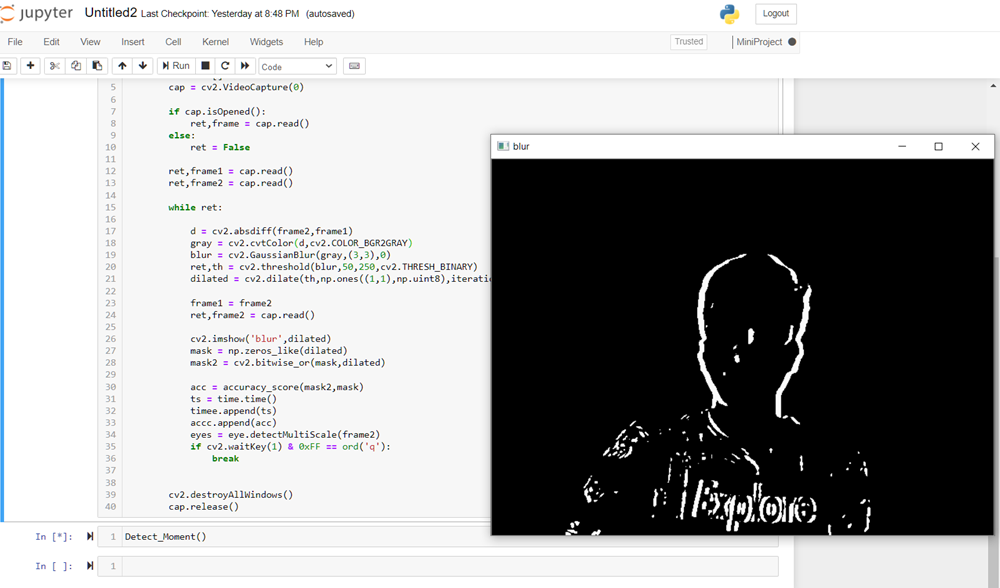 jupyter Untitled2 Last Checkpoint: Yesterday at 8:48 PM (autosaved) Logout
File Edit View Insert Cell Kernel Widgets Help Trusted MiniProject
Run Code
5 cap = cv2.VideoCapture(0)
6
7 if cap.isOpened():
8 ret,frame = cap.read()
9 else:
10 ret = False
11
12 ret,frame1 = cap.read()
13 ret,frame2 = cap.read()
14
15 while ret:
16
17 d = cv2.absdiff(frame2,frame1)
18 gray = cv2.cvtColor(d,cv2.COLOR_BGR2GRAY)
19 blur = cv2.GaussianBlur(gray,(3,3),0)
20 ret,th = cv2.threshold(blur,50,250,cv2.THRESH_BINARY)
21 dilated = cv2.dilate(th,np.ones((1,1),np.uint8),iteratio
22
23 frame1 = frame2
24 ret,frame2 = cap.read()
25
26 cv2.imshow('blur',dilated)
27 mask = np.zeros_like(dilated)
28 mask2 = cv2.bitwise_or(mask,dilated)
29
30 acc = accuracy_score(mask2,mask)
31 ts = time.time()
32 timee.append(ts)
33 accc.append(acc)
34 eyes = eye.detectMultiScale(frame2)
35 if cv2.waitKey(1) & 0xFF == ord('q'):
36 break
37
38
39 cv2.destroyAllWindows()
40 cap.release()
In [*]: 1 Detect_Moment()
In [ ]: 1
blur
Explore